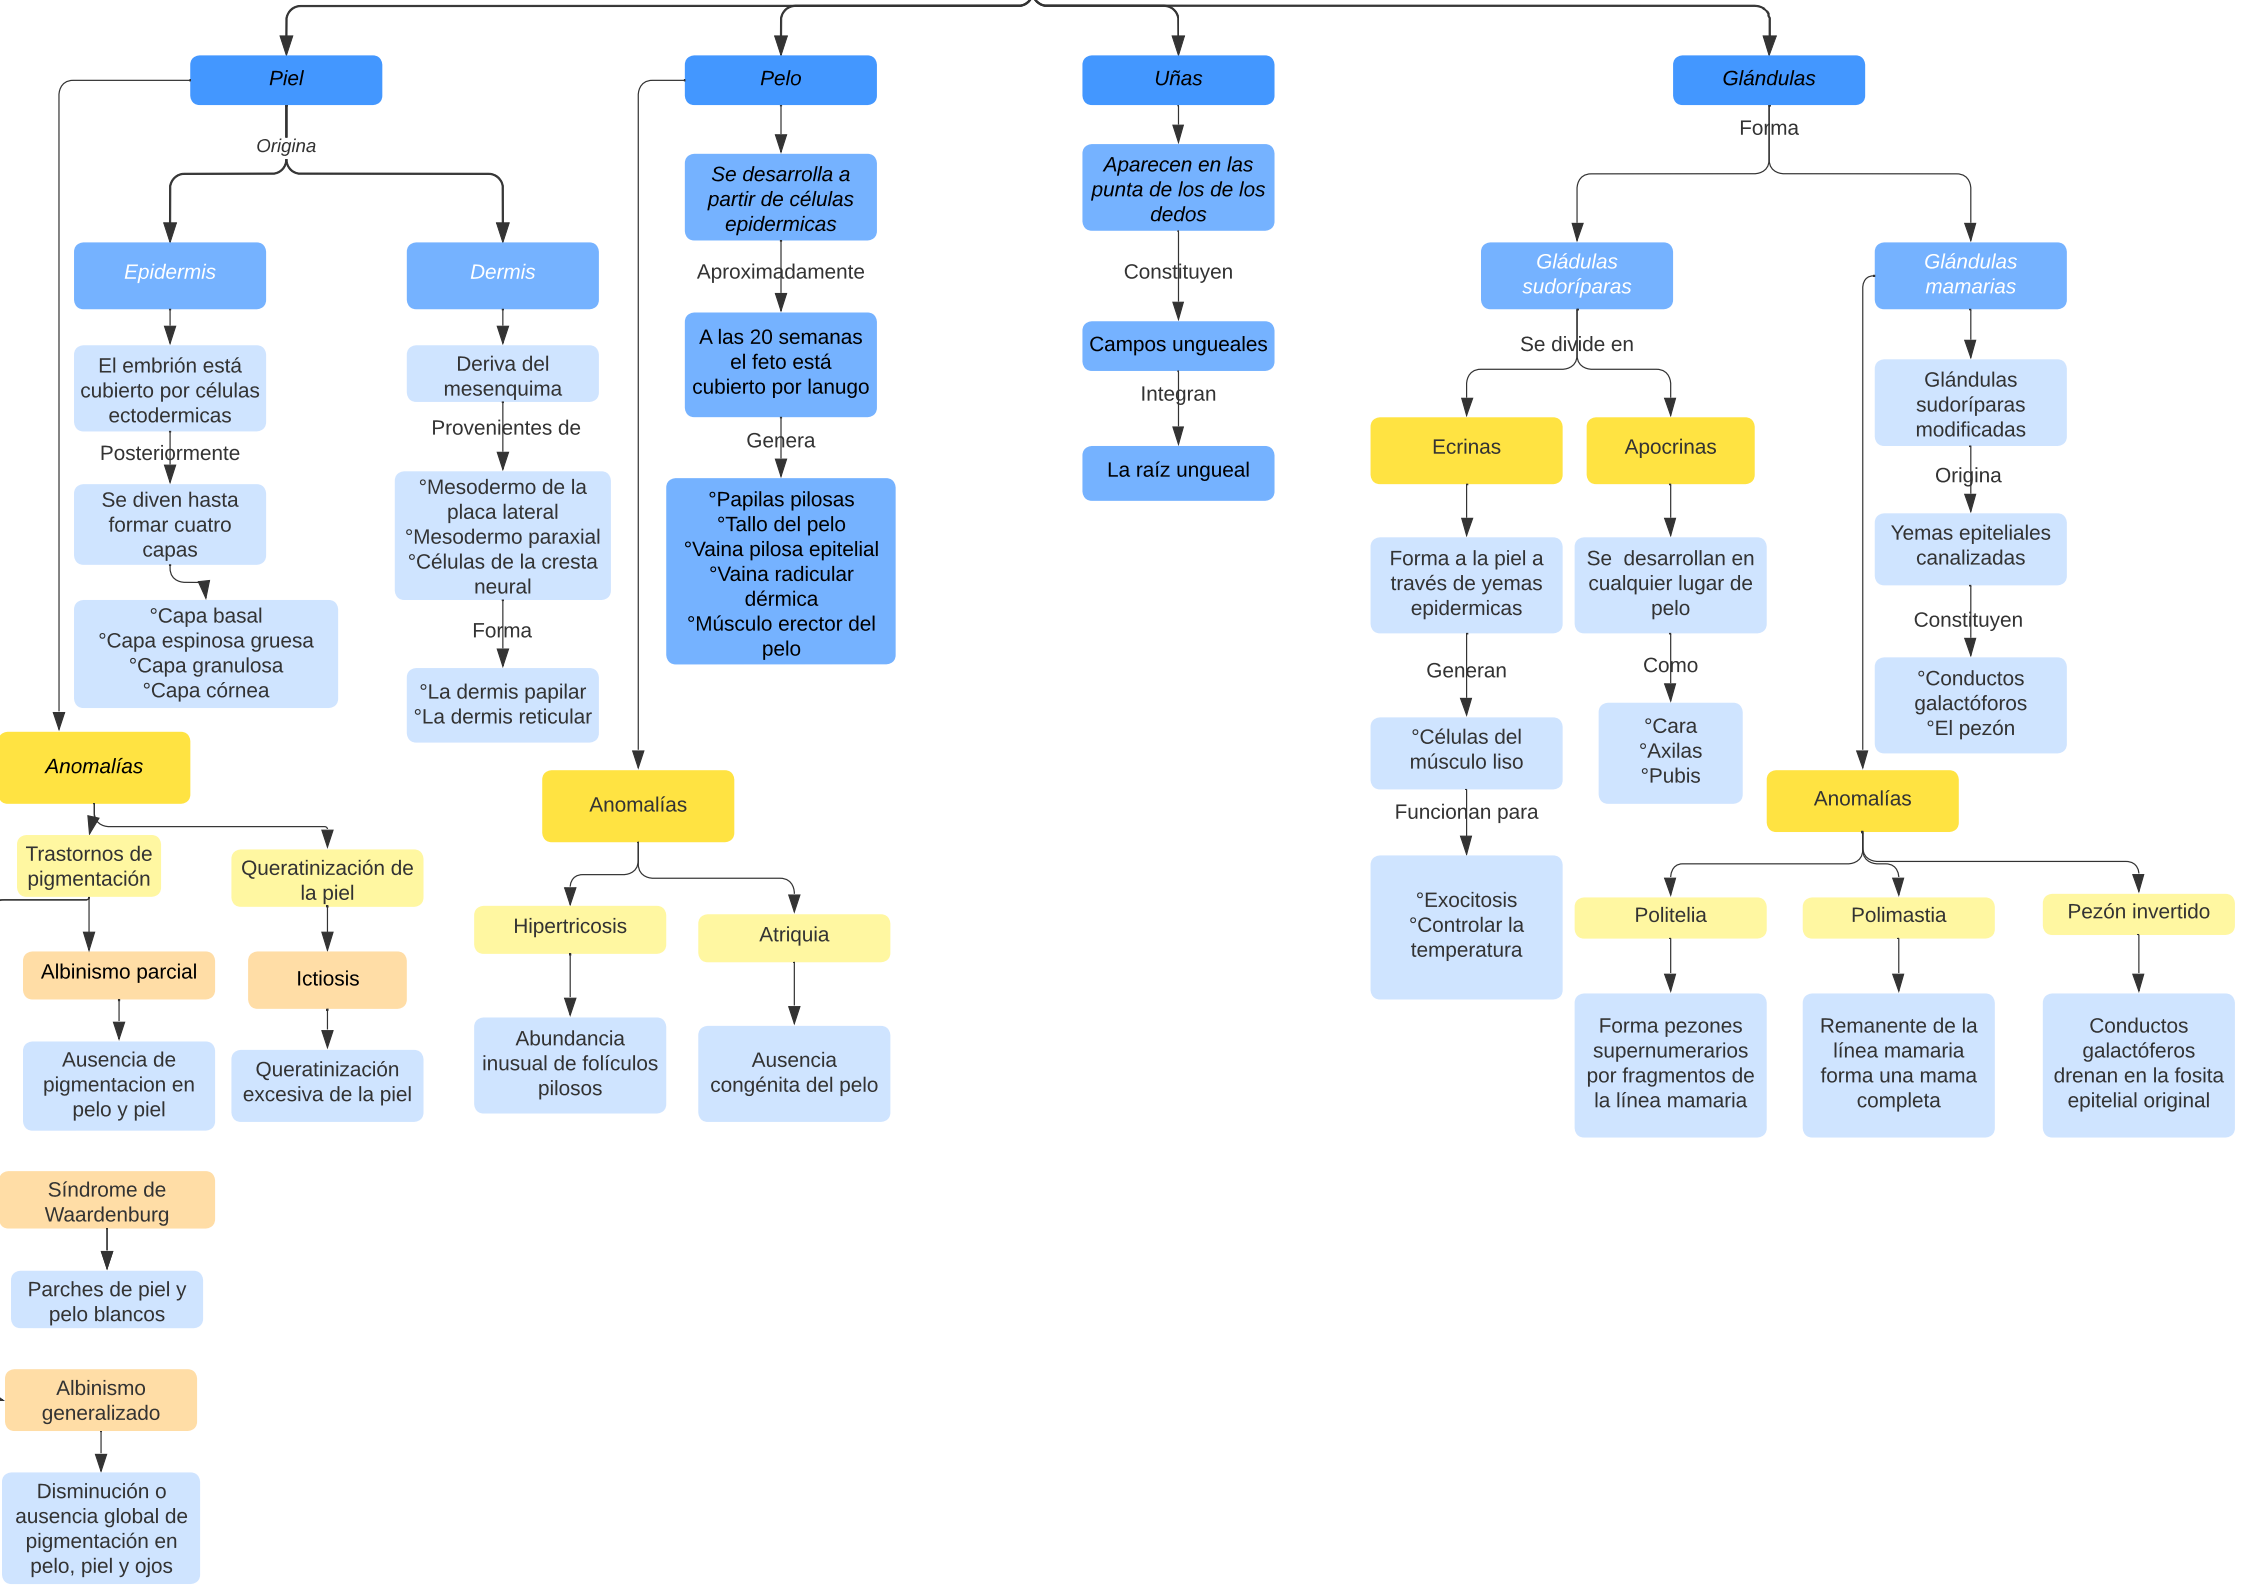 Piel
Origina
Epidermis
El embrión está
cubierto por células
ectodermicas
Posteriormente
Se diven hasta
formar cuatro
capas
°Capa basal
°Capa espinosa gruesa
°Capa granulosa
°Capa córnea
Dermis
Deriva del
mesenquima
Provenientes de
°Mesodermo de la
placa lateral
°Mesodermo paraxial
°Células de la cresta
neural
Forma
°La dermis papilar
°La dermis reticular
Anomalías
Trastornos de
pigmentación
Albinismo parcial
Ausencia de
pigmentacion en
pelo y piel
Síndrome de
Waardenburg
Parches de piel y
pelo blancos
Albinismo
generalizado
Disminución o
ausencia global de
pigmentación en
pelo, piel y ojos
Queratinización de
la piel
Ictiosis
Queratinización
excesiva de la piel
Pelo
Se desarrolla a
partir de células
epidermicas
Aproximadamente
A las 20 semanas
el feto está
cubierto por lanugo
Genera
°Papilas pilosas
°Tallo del pelo
°Vaina pilosa epitelial
°Vaina radicular
dérmica
°Músculo erector del
pelo
Anomalías
Hipertricosis
Abundancia
inusual de folículos
pilosos
Atriquia
Ausencia
congénita del pelo
Uñas
Aparecen en las
punta de los de los
dedos
Constituyen
Campos ungueales
Integran
La raíz ungueal
Glándulas
Forma
Gládulas
sudoríparas
Se divide en
Ecrinas
Forma a la piel a
través de yemas
epidermicas
Generan
°Células del
músculo liso
Funcionan para
°Exocitosis
°Controlar la
temperatura
Apocrinas
Se  desarrollan en
cualquier lugar de
pelo
Como
°Cara
°Axilas
°Pubis
Glándulas
mamarias
Glándulas
sudoríparas
modificadas
Origina
Yemas epiteliales
canalizadas
Constituyen
°Conductos
galactóforos
°El pezón
Anomalías
Politelia
Forma pezones
supernumerarios
por fragmentos de
la línea mamaria
Polimastia
Remanente de la
línea mamaria
forma una mama
completa
Pezón invertido
Conductos
galactóferos
drenan en la fosita
epitelial original